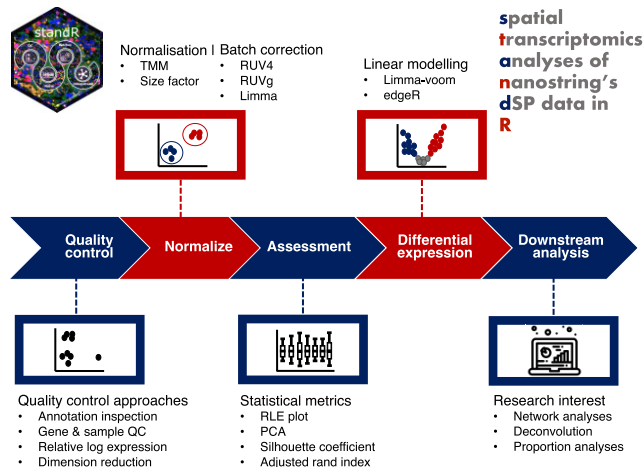 standR
spatial
transcriptomics
analyses of
nanostring's
dSP data in
R
Normalisation |
• TMM
• Size factor
Batch correction
• RUV4
• RUVg
• Limma
Linear modelling
• Limma-voom
• edgeR
Quality
control
Normalize
Assessment
Differential
expression
Downstream
analysis
Quality control approaches
• Annotation inspection
• Gene & sample QC
• Relative log expression
• Dimension reduction
Statistical metrics
• RLE plot
• PCA
• Silhouette coefficient
• Adjusted rand index
Research interest
• Network analyses
• Deconvolution
• Proportion analyses